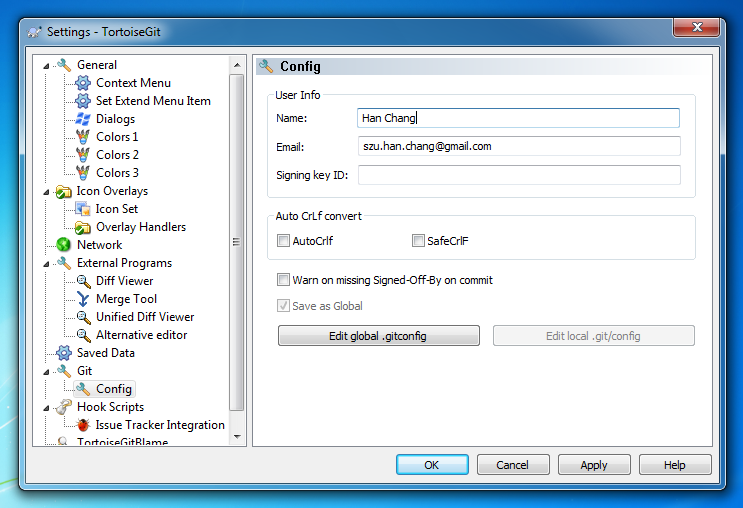 Settings - TortoiseGit
General
Context Menu
Set Extend Menu Item
Dialogs
Colors 1
Colors 2
Colors 3
Icon Overlays
Icon Set
Overlay Handlers
Network
External Programs
Diff Viewer
Merge Tool
Unified Diff Viewer
Alternative editor
Saved Data
Git
Config
Hook Scripts
Issue Tracker Integration
TortoiseGitBlame
Config
User Info
Name: Han Chang
Email: szu.han.chang@gmail.com
Signing key ID:
Auto CrLf convert
AutoCrlf SafeCrlF
Warn on missing Signed-Off-By on commit
Save as Global
Edit global .gitconfig Edit local .git/config
OK Cancel Apply Help